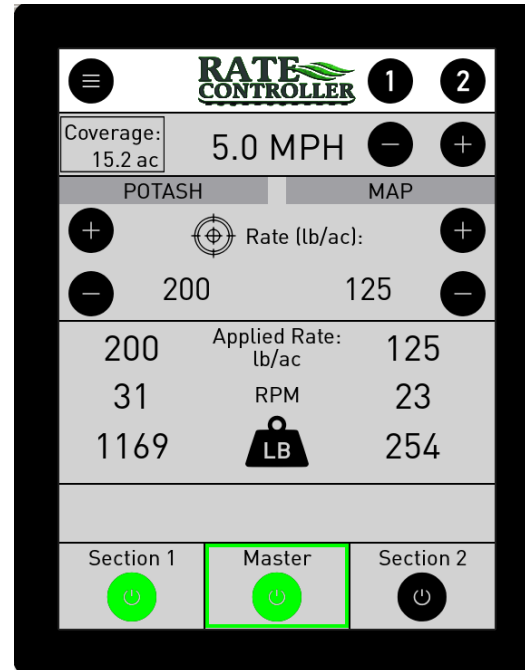 RATE
CONTROLLER
1
2
Coverage:
15.2 ac
5.0 MPH
POTASH
MAP
Rate (lb/ac):
200
125
200
Applied Rate:
lb/ac
125
31
RPM
23
1169
LB
254
Section 1
Master
Section 2